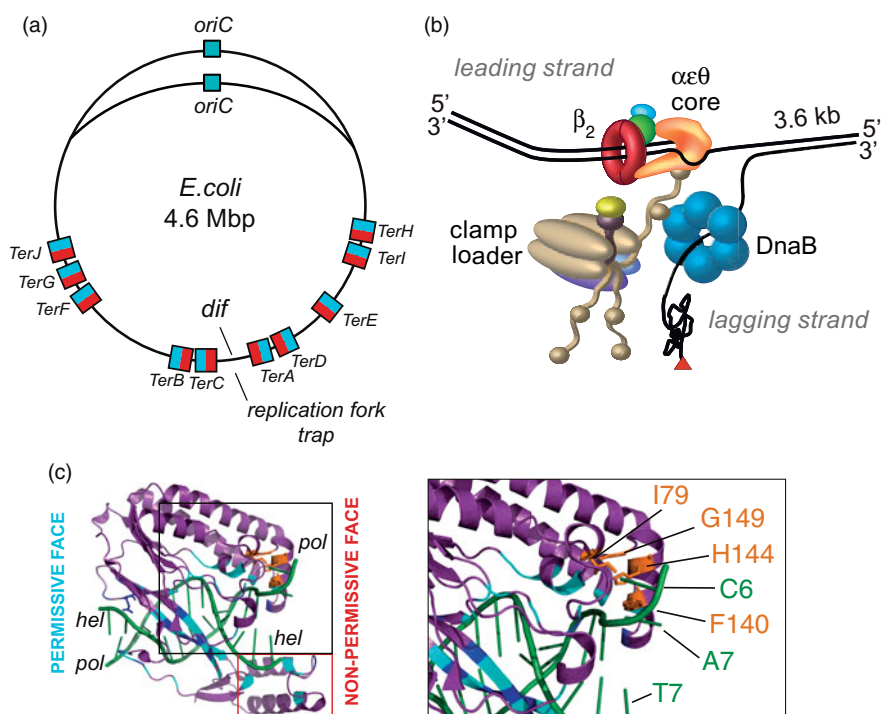 (a)
oriC
oriC
E.coli
4.6 Mbp
TerJ
TerG
TerF
TerH
TerI
TerE
dif
TerB
TerC
TerA
TerD
replication fork
trap
(b)
leading strand
αεθ
core
5’
3’
β2
3.6 kb
5’
3’
clamp
loader
DnaB
lagging strand
(c)
PERMISSIVE FACE
NON-PERMISSIVE FACE
pol
hel
pol
hel
I79
G149
H144
C6
F140
A7
T7